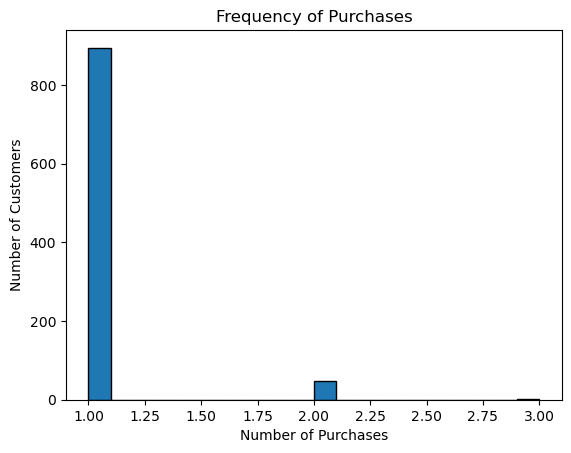 Frequency of Purchases
Number of Customers
800
600
400
200
0
1.00 1.25 1.50 1.75 2.00 2.25 2.50 2.75 3.00
Number of Purchases